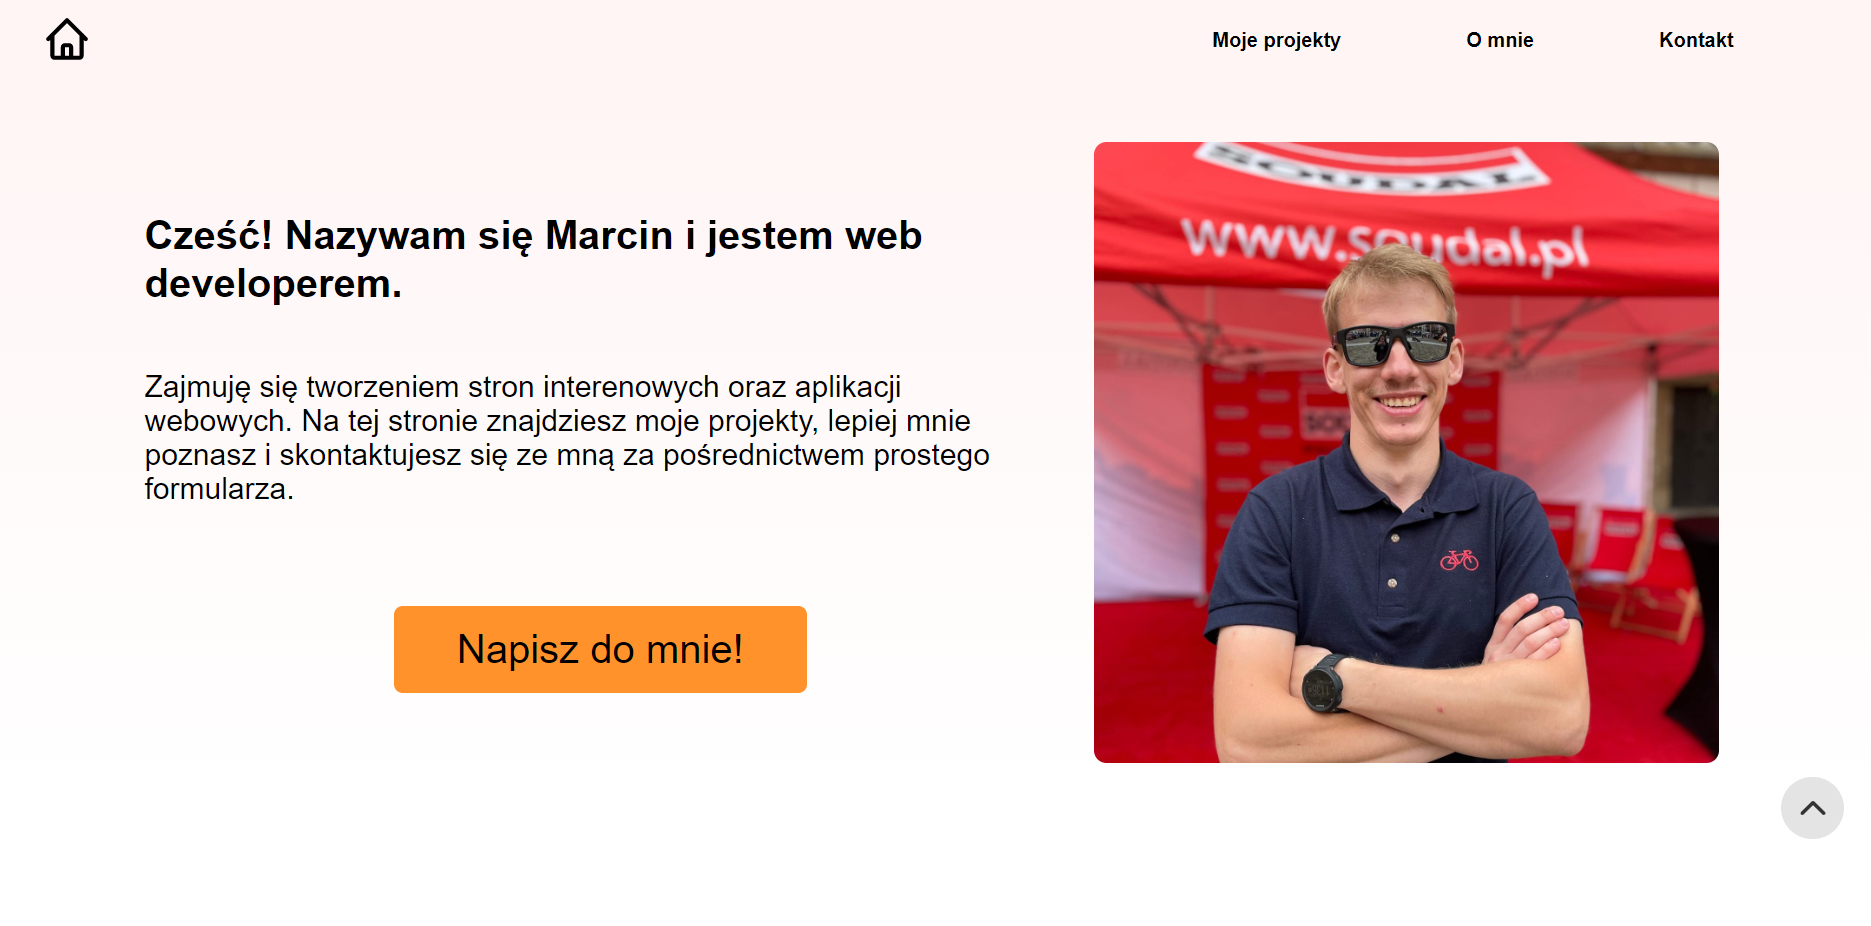 Moje projekty
O mnie
Kontakt
Cześć! Nazywam się Marcin i jestem web
developerem.
Zajmuję się tworzeniem stron interenowych oraz aplikacji
webowych. Na tej stronie znajdziesz moje projekty, lepiej mnie
poznasz i skontaktujesz się ze mną za pośrednictwem prostego
formularza.
Napisz do mnie!
SOUDAL
www.soudal.pl